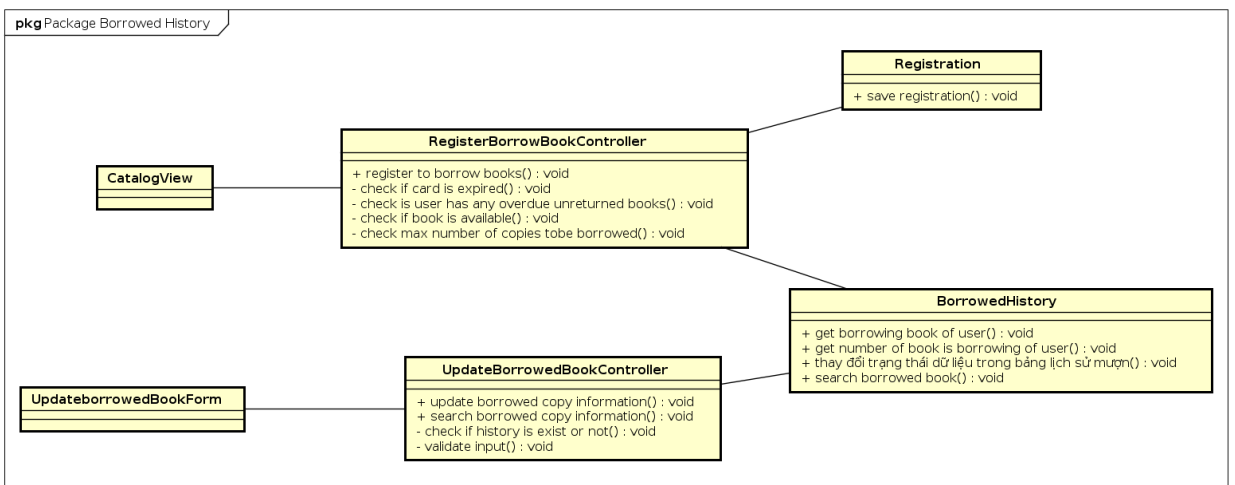 pkg Package Borrowed History
Registration
+ save registration() : void
RegisterBorrowBookController
+ register to borrow books() : void
- check if card is expired() : void
- check is user has any overdue unreturned books() : void
- check if book is available() : void
- check max number of copies tobe borrowed() : void
CatalogView
BorrowedHistory
+ get borrowing book of user() : void
+ get number of book is borrowing of user() : void
+ thay đổi trạng thái dữ liệu trong bảng lịch sử mượn() : void
+ search borrowed book() : void
UpdateBorrowedBookController
+ update borrowed copy information() : void
+ search borrowed copy information() : void
- check if history is exist or not() : void
- validate input() : void
UpdateborrowedBookForm